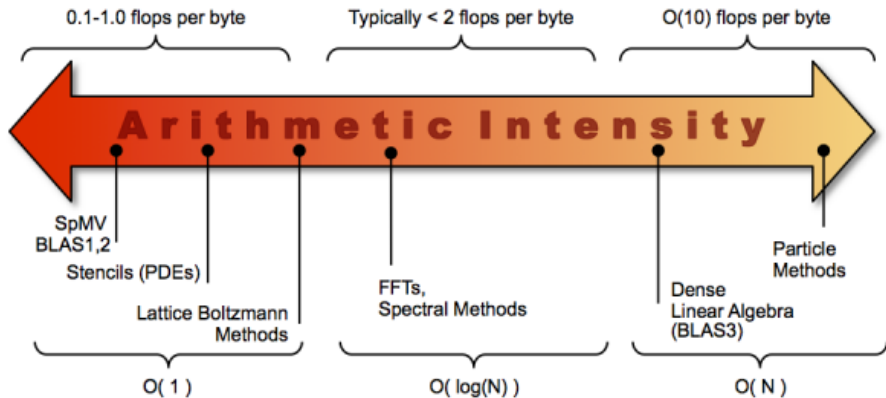 0.1-1.0 flops per byte
Typically < 2 flops per byte
O(10) flops per byte
Arithmetic Intensity
SpMV
BLAS1,2
Stencils (PDEs)
Lattice Boltzmann
Methods
FFTs,
Spectral Methods
Dense
Linear Algebra
(BLAS3)
Particle
Methods
O( 1 )
O( log(N) )
O( N )